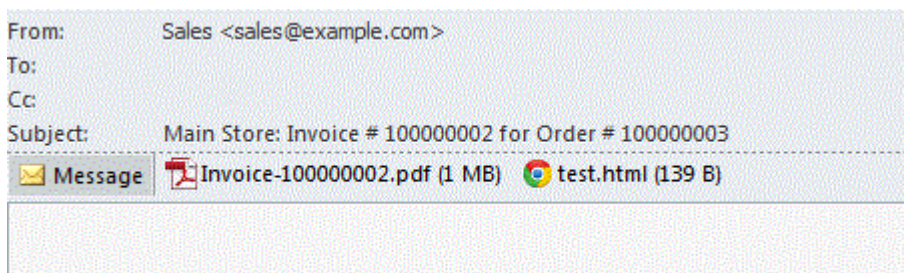 From: Sales <sales@example.com>
To:
Cc:
Subject: Main Store: Invoice # 100000002 for Order # 100000003
Message Invoice-100000002.pdf (1 MB) test.html (139 B)